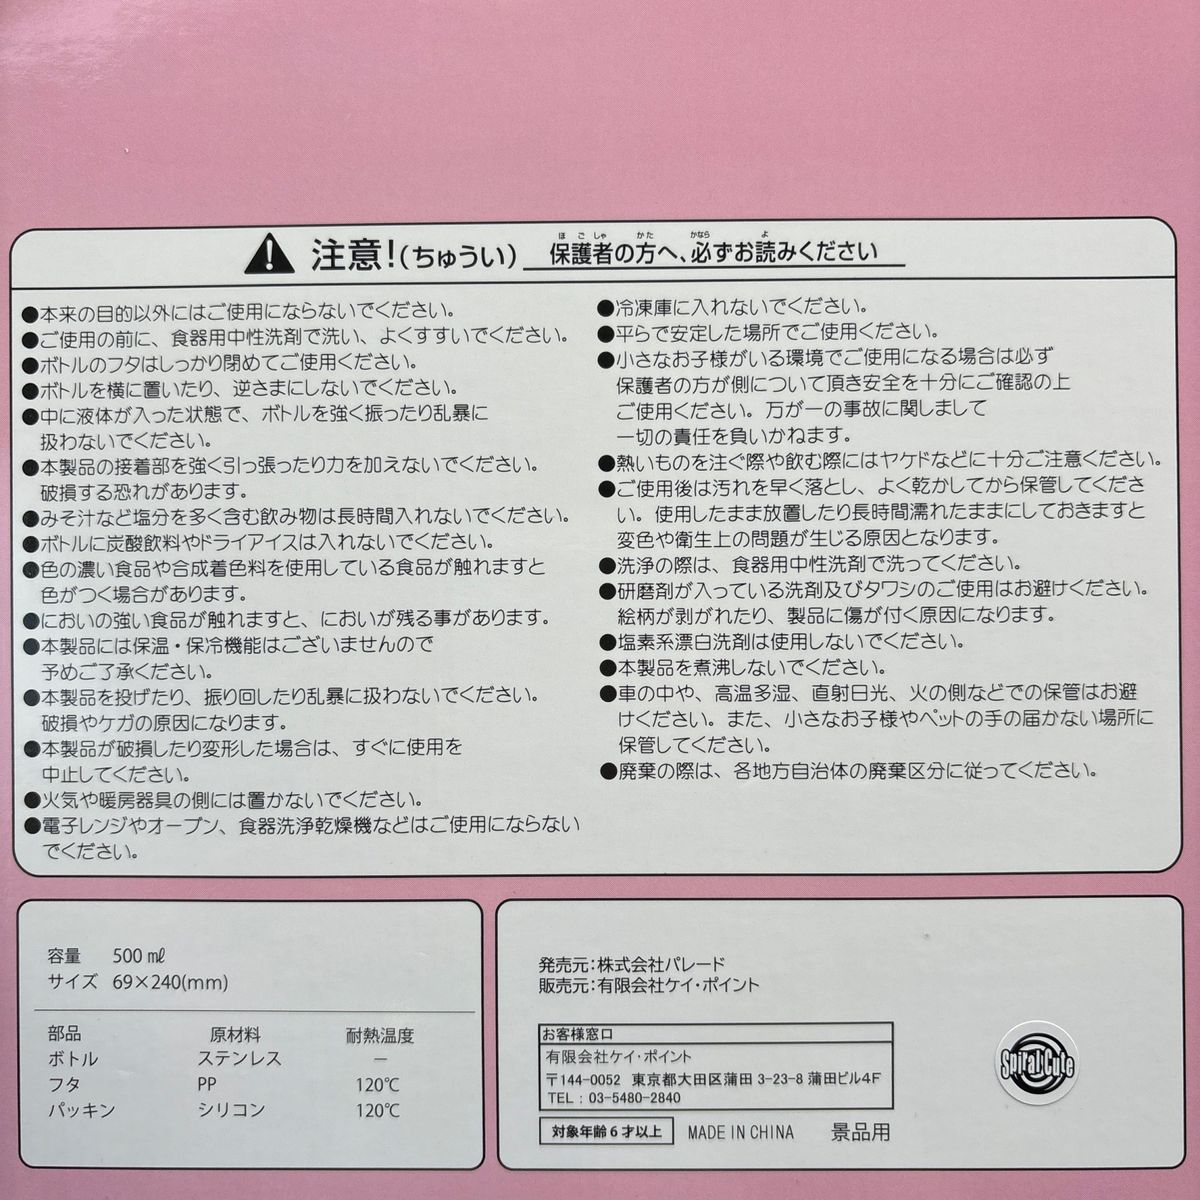 注意!(ちゅうい) 保護者の方へ、必ずお読みください
ほごしゃ かた かなら よ
●本来の目的以外にはご使用にならないでください。
●ご使用の前に、食器用中性洗剤で洗い、よくすすいでください。
●ボトルのフタはしっかり閉めてご使用ください。
●ボトルを横に置いたり、逆さまにしないでください。
●中に液体が入った状態で、ボトルを強く振ったり乱暴に
扱わないでください。
●本製品の接着部を強く引っ張ったり力を加えないでください。
破損する恐れがあります。
●みそ汁など塩分を多く含む飲み物は長時間入れないでください。
●ボトルに炭酸飲料やドライアイスは入れないでください。
●色の濃い食品や合成着色料を使用している食品が触れますと
色がつく場合があります。
●においの強い食品が触れますと、においが残る事があります。
●本製品には保温・保冷機能はございませんので
予めご了承ください。
●本製品を投げたり、振り回したり乱暴に扱わないでください。
破損やケガの原因になります。
●本製品が破損したり変形した場合は、すぐに使用を
中止してください。
●火気や暖房器具の側には置かないでください。
●電子レンジやオーブン、食器洗浄乾燥機などはご使用にならない
でください。
●冷凍庫に入れないでください。
●平らで安定した場所でご使用ください。
●小さなお子様がいる環境でご使用になる場合は必ず
保護者の方が側について頂き安全を十分にご確認の上
ご使用ください。万が一の事故に関しまして
一切の責任を負いかねます。
●熱いものを注ぐ際や飲む際にはヤケドなどに十分ご注意ください。
●ご使用後は汚れを早く落とし、よく乾かしてから保管してくださ
い。使用したまま放置したり長時間濡れたままにしておきますと
変色や衛生上の問題が生じる原因となります。
●洗浄の際は、食器用中性洗剤で洗ってください。
●研磨剤が入っている洗剤及びタワシのご使用はお避けください。
絵柄が剥がれたり、製品に傷が付く原因になります。
●塩素系漂白洗剤は使用しないでください。
●本製品を煮沸しないでください。
●車の中や、高温多湿、直射日光、火の側などでの保管はお避
けください。また、小さなお子様やペットの手の届かない場所に
保管してください。
●廃棄の際は、各地方自治体の廃棄区分に従ってください。
容量 500㎖
サイズ 69×240(mm)
部品 原材料 耐熱温度
ボトル ステンレス ―
フタ PP 120℃
パッキン シリコン 120℃
発売元:株式会社パレード
販売元:有限会社ケイ・ポイント
お客様窓口
有限会社ケイ・ポイント
〒144-0052 東京都大田区蒲田 3-23-8 蒲田ビル4F
TEL : 03-5480-2840
対象年齢6才以上 MADE IN CHINA 景品用
Spiral Cute